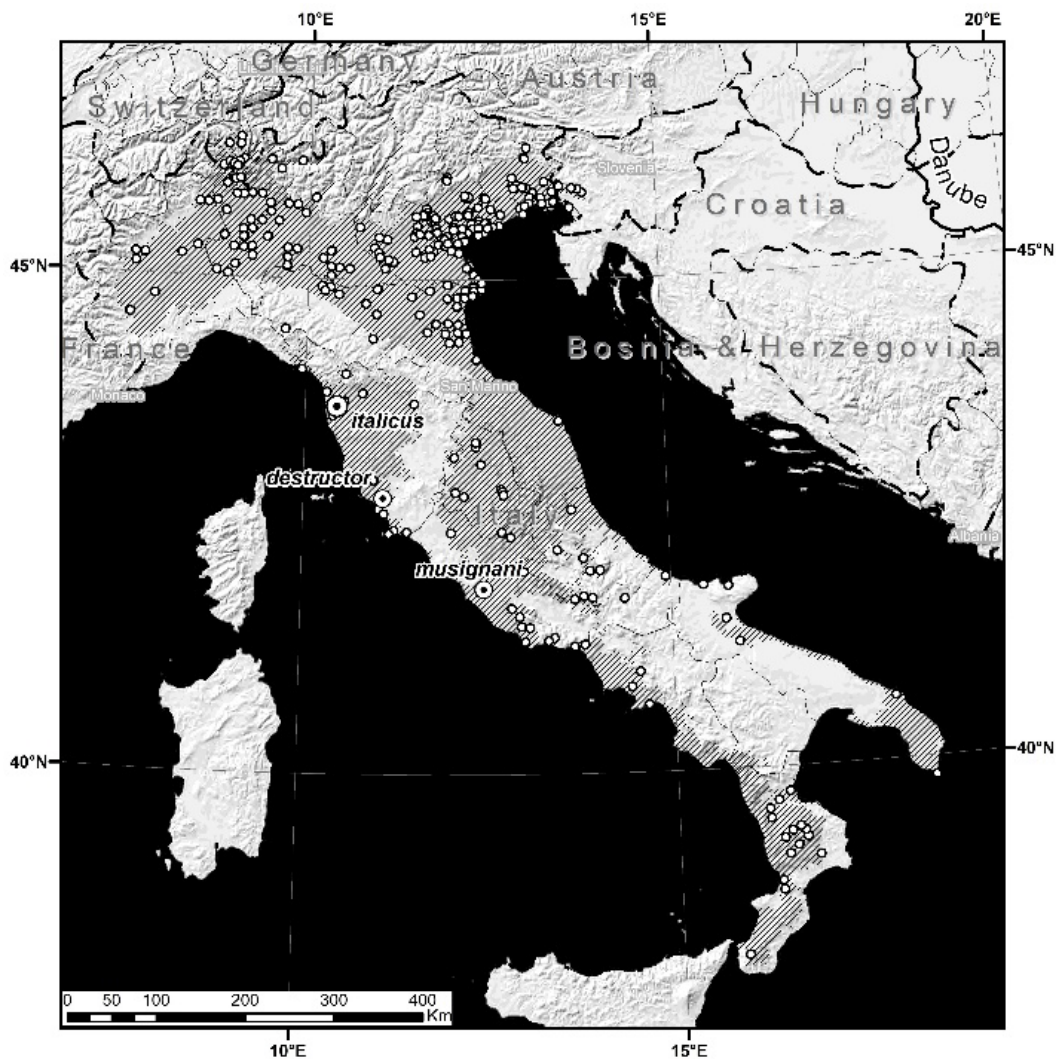 10°E 15°E 20°E
Germany
Austria
Switzerland
Hungary
Danube
Slovenia
Croatia
45°N 45°N
France
Bosnia & Herzegovina
San Marino
Monaco
italicus
destructor
Italy
Albania
musignani
40°N 40°N
0 50 100 200 300 400
Km
10°E 15°E